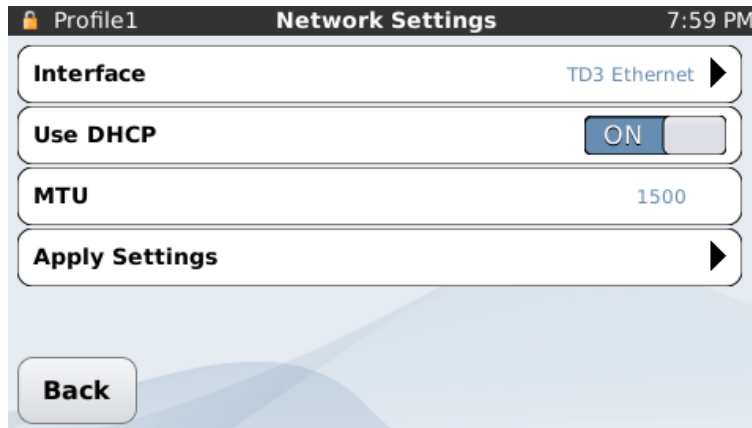 Profile1 Network Settings 7:59 PM
Interface TD3 Ethernet
Use DHCP ON
MTU 1500
Apply Settings
Back